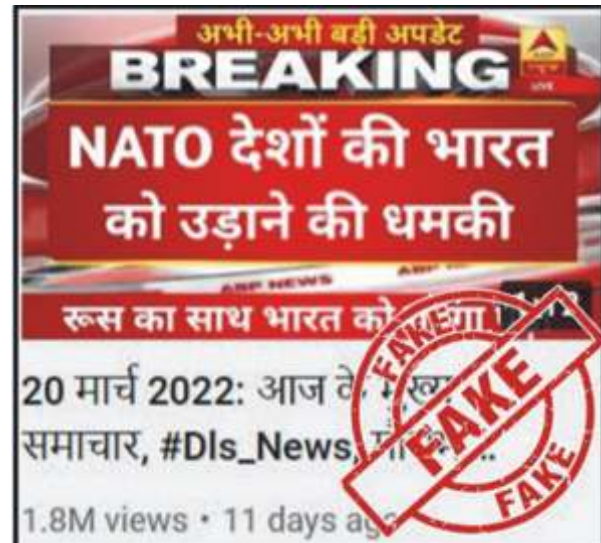 अभी-अभी बड़ी अपडेट
BREAKING
LIVE
NATO देशों की भारत
को उड़ाने की धमकी
ABP NEWS
रूस का साथ भारत को
20 मार्च 2022: आज के मुख्य
समाचार, #Dls_News,
1.8M views • 11 days ago
FAKE
FAKE
FAKE